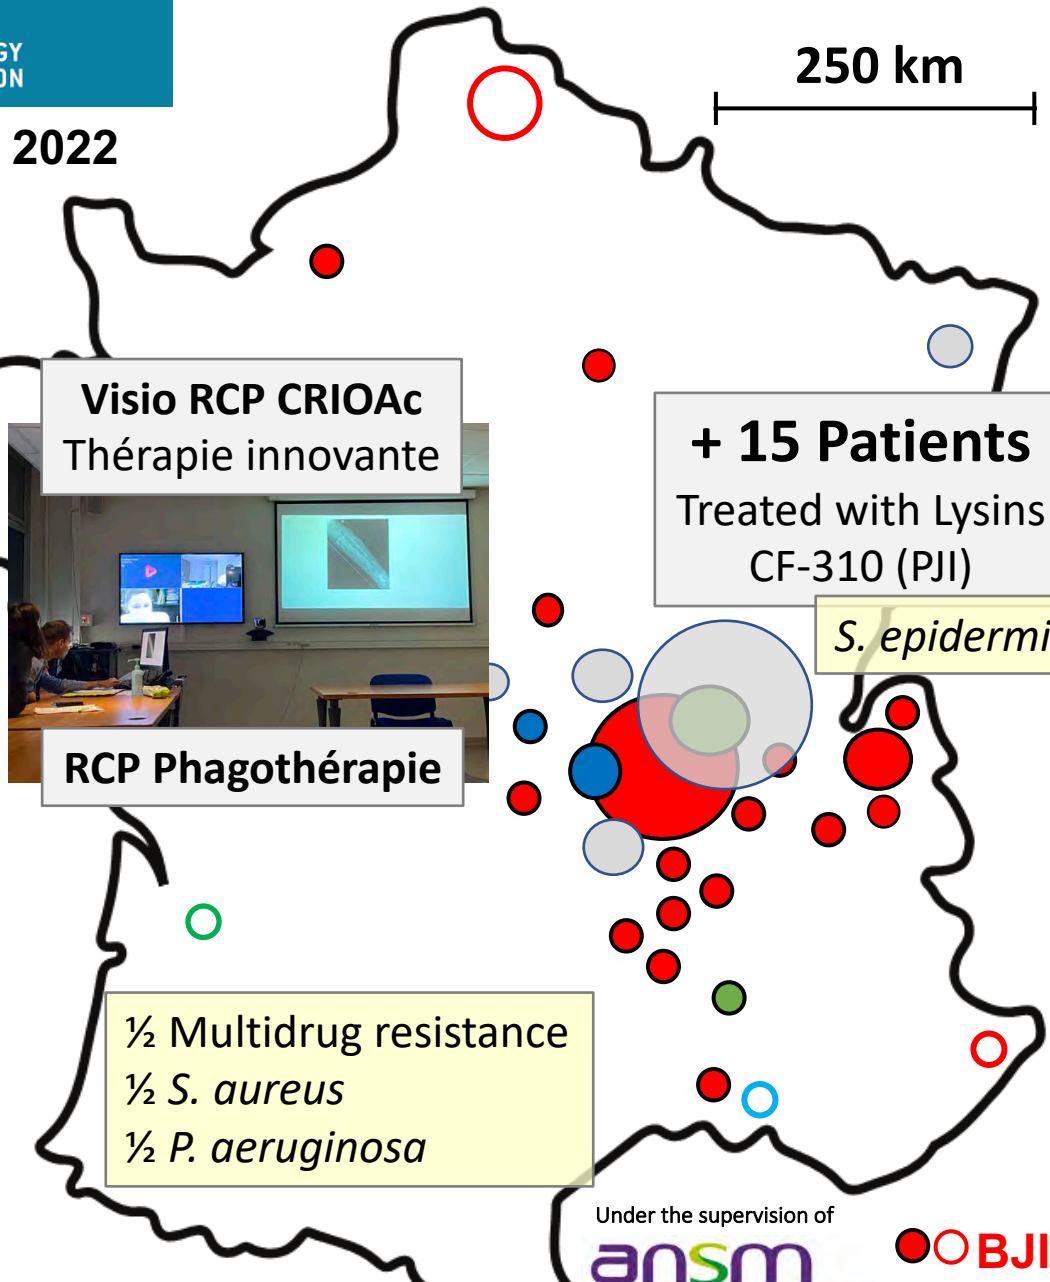 GY
ON
2022
250 km
Visio RCP CRIOAc
Thérapie innovante
+ 15 Patients
Treated with Lysins
CF-310 (PJI)
S. epidermi
RCP Phagothérapie
½ Multidrug resistance
½ S. aureus
½ P. aeruginosa
Under the supervision of
ansm
BJI